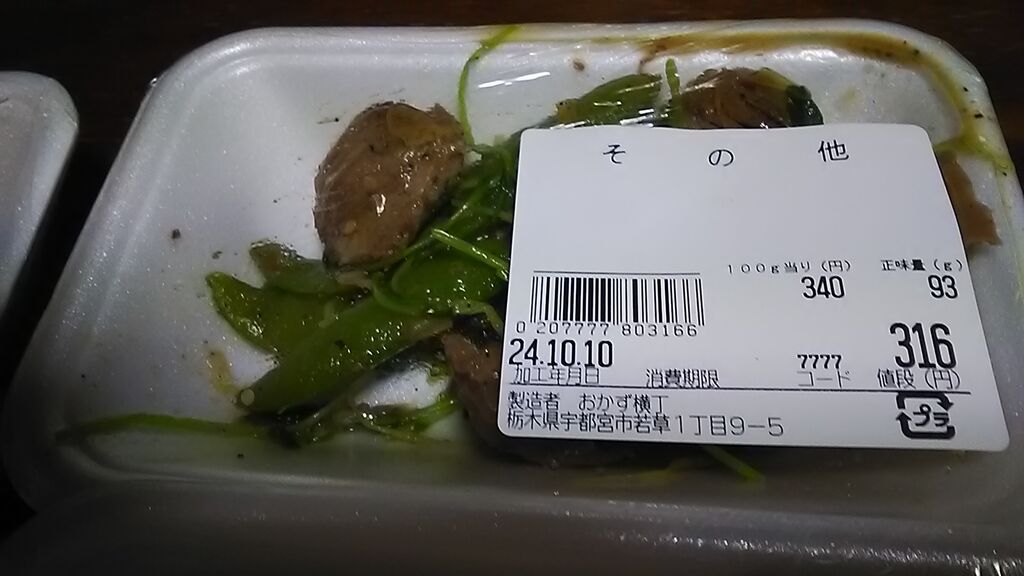 その他
100g当り(円) 正味量(g)
340 93
0 207777 803166
24.10.10 7777 316
加工年月日 消費期限 コード 値段(円)
製造者 おかず横丁
栃木県宇都宮市若草1丁目9-5
プラ